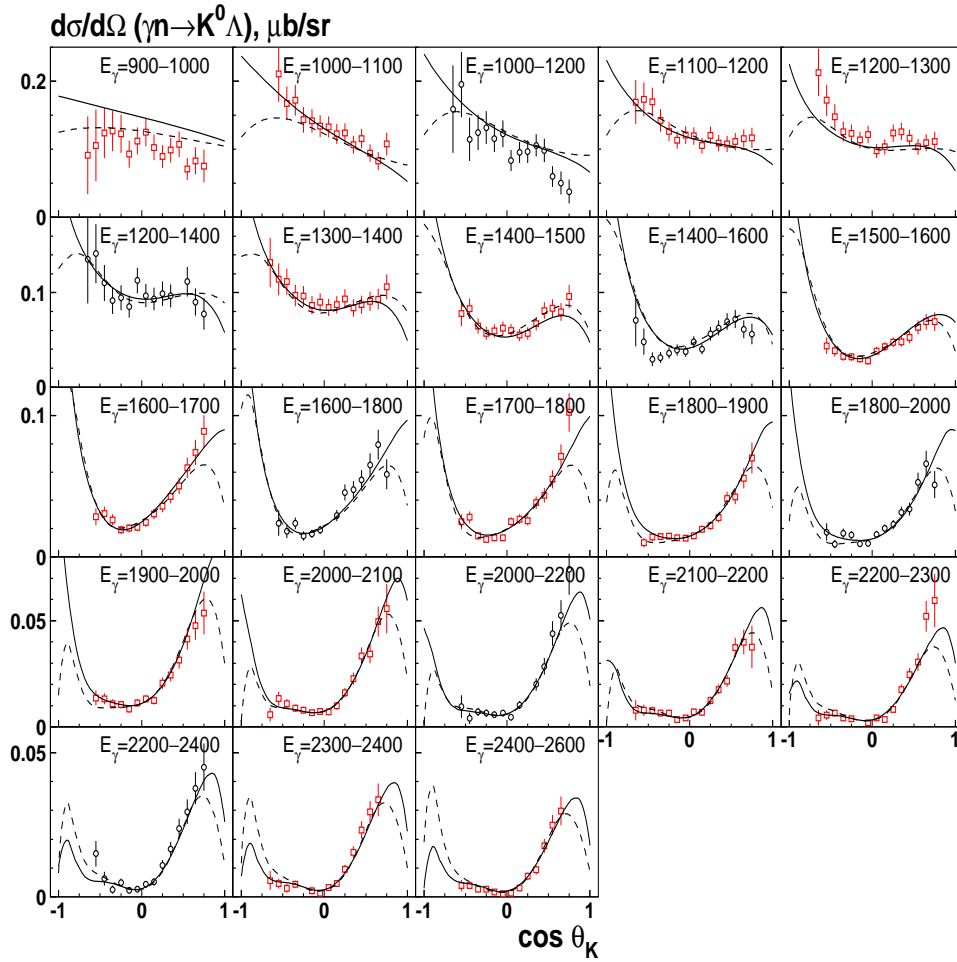 dσ/dΩ (γn→K⁰Λ), μb/sr
0.2
0.1
0
E_γ=900–1000
E_γ=1000–1100
E_γ=1000–1200
E_γ=1100–1200
E_γ=1200–1300
0.1
0
E_γ=1200–1400
E_γ=1300–1400
E_γ=1400–1500
E_γ=1400–1600
E_γ=1500–1600
0.1
0
E_γ=1600–1700
E_γ=1600–1800
E_γ=1700–1800
E_γ=1800–1900
E_γ=1800–2000
0.05
0
E_γ=1900–2000
E_γ=2000–2100
E_γ=2000–2200
E_γ=2100–2200
E_γ=2200–2300
-1 0 1 -1 0 1
0.05
0
E_γ=2200–2400
E_γ=2300–2400
E_γ=2400–2600
-1 0 1 -1 0 1 -1 0 1
cos θ_K